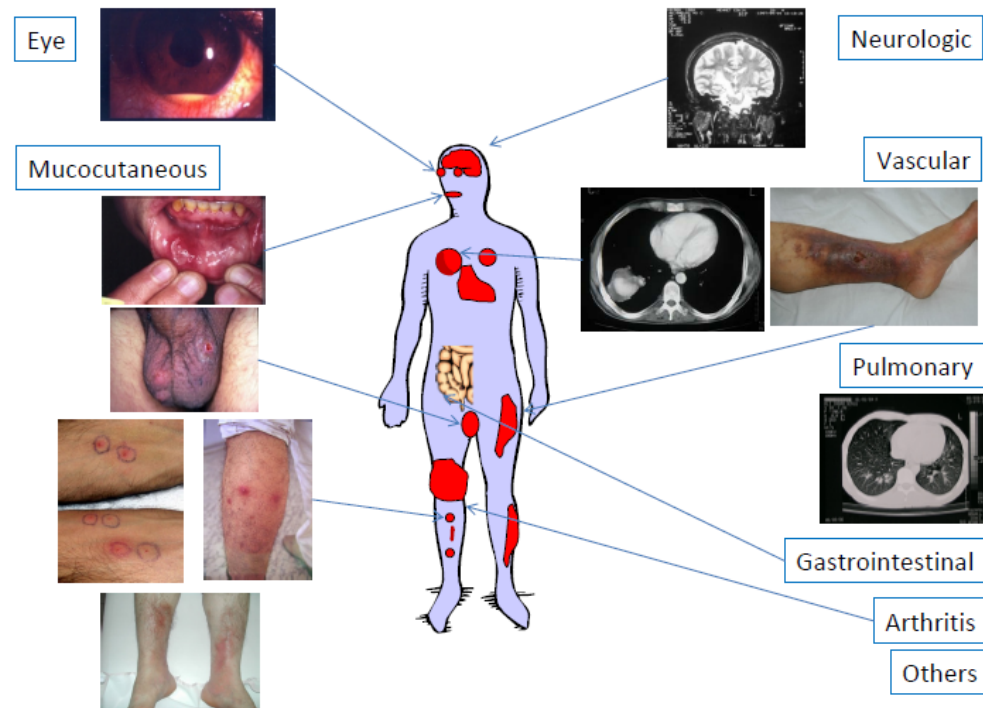 Eye
Neurologic
Mucocutaneous
Vascular
L
Pulmonary
L
Gastrointestinal
Arthritis
Others